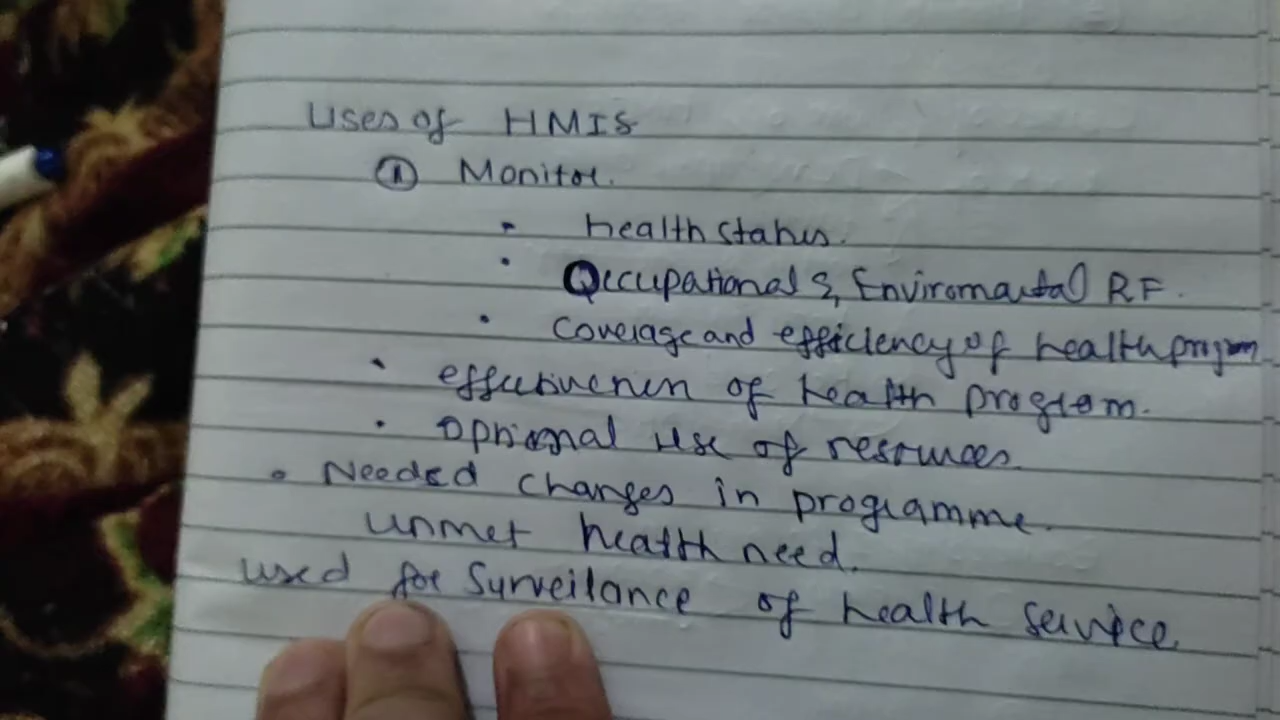 Uses of HMIS
① Monitor.
• health status.
• Occupational & Enviromental RF.
• Coverage and efficiency of health progrm
• effectiveness of health program.
• optional use of resources.
• Needed changes in programme.
unmet health need.
used for Surveilance of health service.